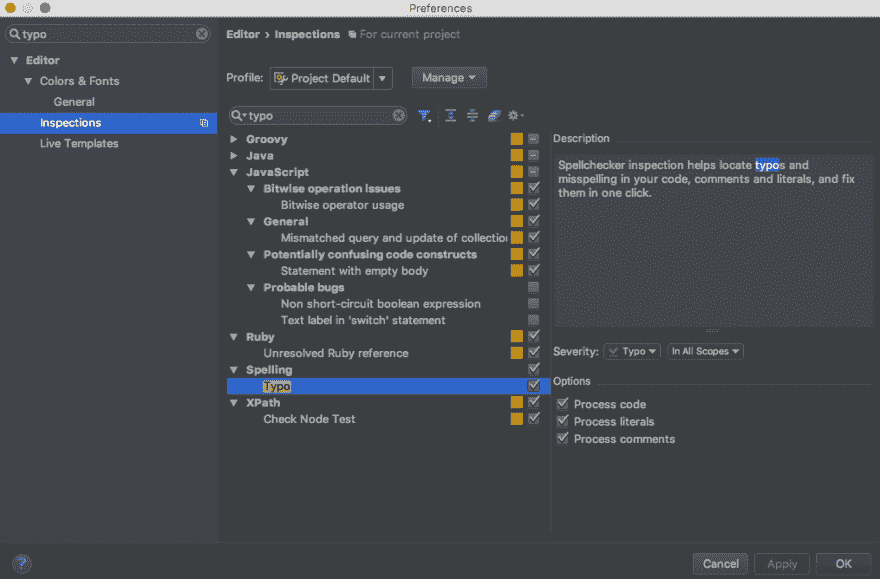 Preferences
typo
Editor
Colors & Fonts
General
Inspections
Live Templates
Editor › Inspections For current project
Profile: Project Default Manage
typo
Groovy
Java
JavaScript
Bitwise operation issues
Bitwise operator usage
General
Mismatched query and update of collection
Potentially confusing code constructs
Statement with empty body
Probable bugs
Non short-circuit boolean expression
Text label in 'switch' statement
Ruby
Unresolved Ruby reference
Spelling
Typo
XPath
Check Node Test
Description
Spellchecker inspection helps locate typos and
misspelling in your code, comments and literals, and fix
them in one click.
Severity: Typo In All Scopes
Options
Process code
Process literals
Process comments
?
Cancel Apply OK